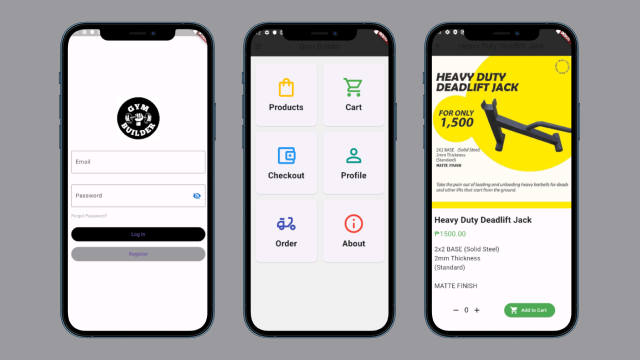 GYM
BUILDER
Email
Password
Forgot Password?
Log in
Register
Gym Builder
Products
Cart
Checkout
Profile
Order
About
Heavy Duty Deadlift Jack
HEAVY DUTY
DEADLIFT JACK
FOR ONLY
1,500
2X2 BASE (Solid Steel)
2mm Thickness
(Standard)
MATTE FINISH
Take the pain out of loading and unloading heavy barbells for deads
and other lifts that start from the ground.
Heavy Duty Deadlift Jack
₱1500.00
2x2 BASE (Solid Steel)
2mm Thickness
(Standard)
MATTE FINISH
− 0 +
Add to Cart